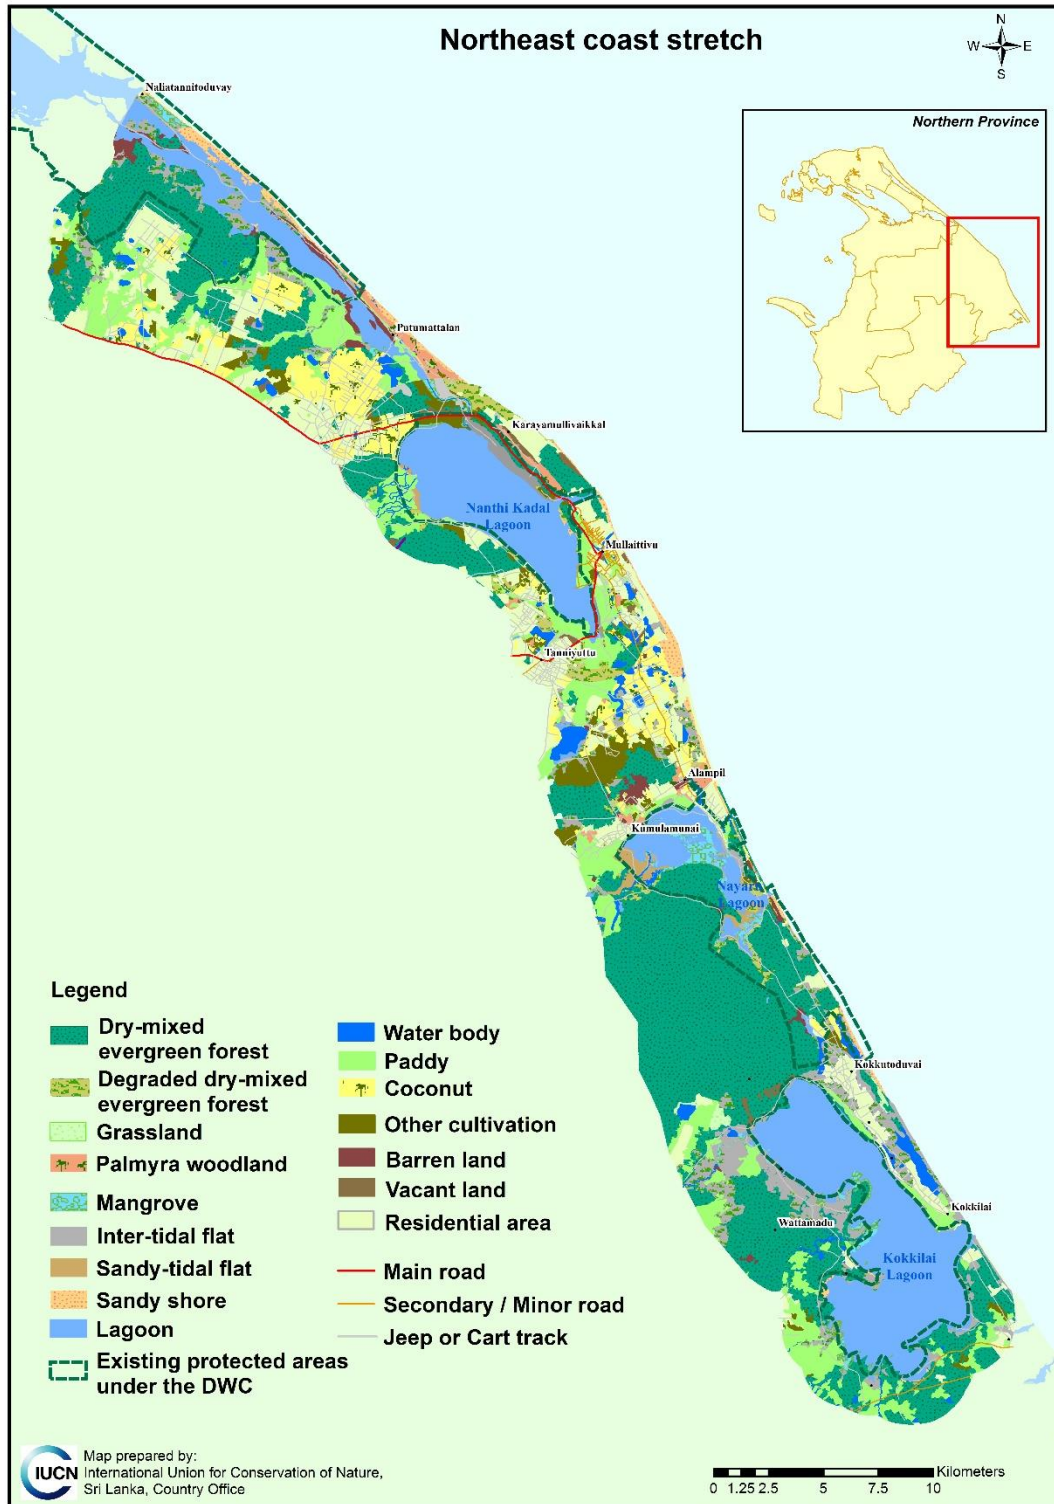 Northeast coast stretch
N
W E
S
Northern Province
Naliatannitoduvay
Putumattalan
Karayamullivaikkal
Nanthi Kadal
Lagoon
Mullaittivu
Tanniyuttu
Alampil
Kumulamunai
Nayaru
Lagoon
Kokkutoduvai
Kokkilai
Wattamadu
Kokkilai
Lagoon
Legend
Dry-mixed
evergreen forest
Degraded dry-mixed
evergreen forest
Grassland
Palmyra woodland
Mangrove
Inter-tidal flat
Sandy-tidal flat
Sandy shore
Lagoon
Existing protected areas
under the DWC
Water body
Paddy
Coconut
Other cultivation
Barren land
Vacant land
Residential area
Main road
Secondary / Minor road
Jeep or Cart track
IUCN
Map prepared by:
International Union for Conservation of Nature,
Sri Lanka, Country Office
Kilometers
0 1.25 2.5 5 7.5 10